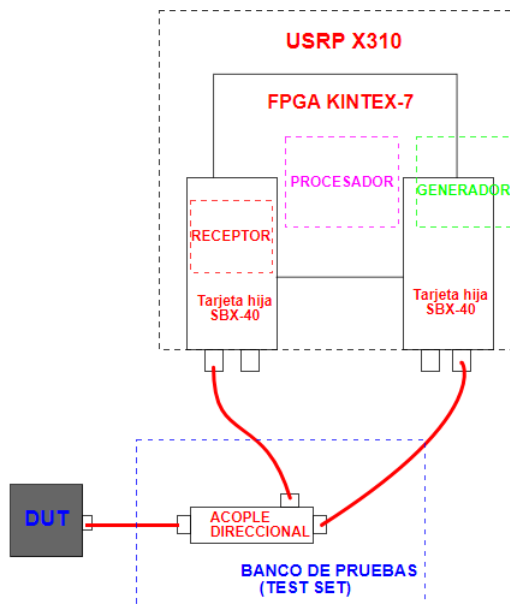 USRP X310
FPGA KINTEX-7
PROCESADOR
GENERADOR
RECEPTOR
Tarjeta hija
SBX-40
Tarjeta hija
SBX-40
DUT
ACOPLE
DIRECCIONAL
BANCO DE PRUEBAS
(TEST SET)